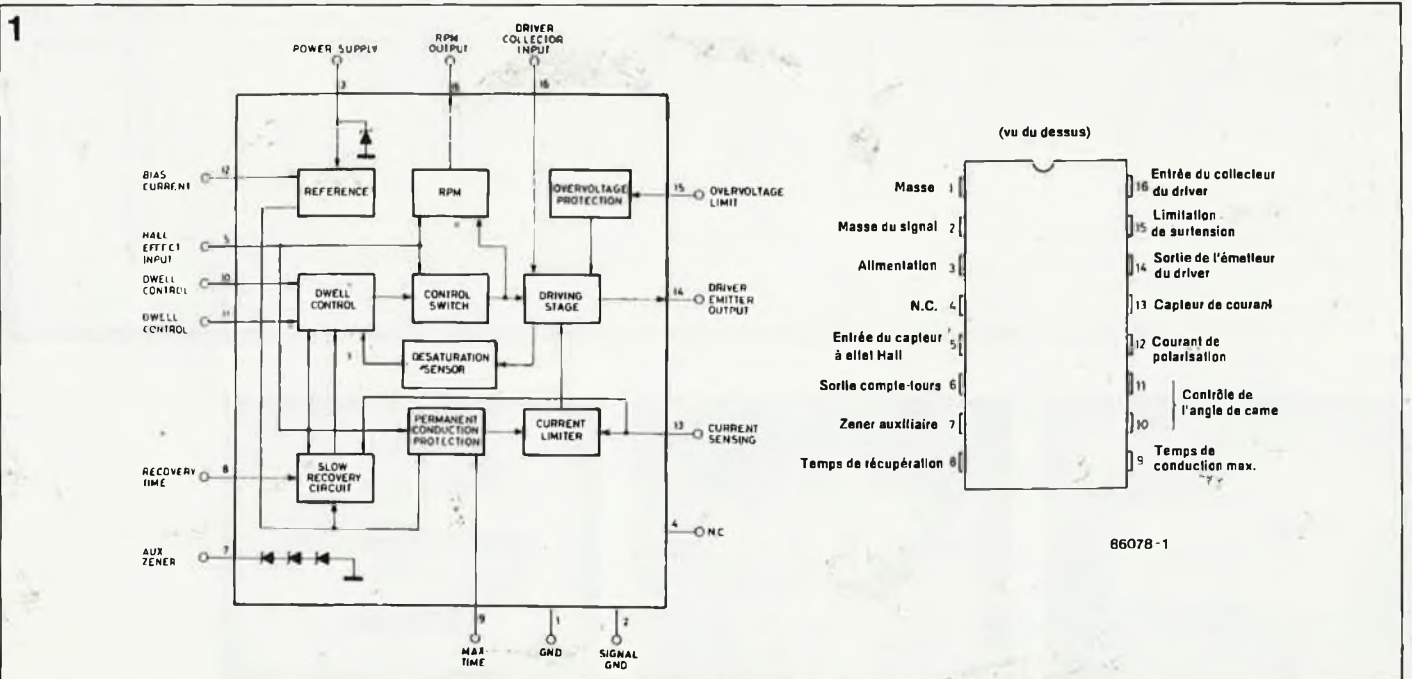 1
POWER SUPPLY
RPM
OUTPUT
DRIVER
COLLECTOR
INPUT
3
6
16
BIAS
CURRENT
12
REFERENCE
RPM
OVERVOLTAGE
PROTECTION
15
OVERVOLTAGE
LIMIT
HALL
EFFECT
INPUT
5
DWELL
CONTROL
10
DWELL
CONTROL
11
DWELL
CONTROL
CONTROL
SWITCH
DRIVING
STAGE
14
DRIVER
EMITTER
OUTPUT
DESATURATION
SENSOR
PERMANENT
CONDUCTION
PROTECTION
CURRENT
LIMITER
13
CURRENT
SENSING
RECOVERY
TIME
8
SLOW
RECOVERY
CIRCUIT
4
N.C
AUX
ZENER
7
9
MAX
TIME
1
GND
2
SIGNAL
GND
(vu du dessus)
Masse 1
Masse du signal 2
Alimentation 3
N.C. 4
Entrée du capteur
à effet Hall 5
Sortie compte-tours 6
Zener auxiliaire 7
Temps de récupération 8
16 Entrée du collecteur
du driver
15 Limitation
de surtension
14 Sortie de l'émetteur
du driver
13 Capteur de courant
12 Courant de
polarisation
11
10
Contrôle de
l'angle de came
9 Temps de
conduction max.
86078-1